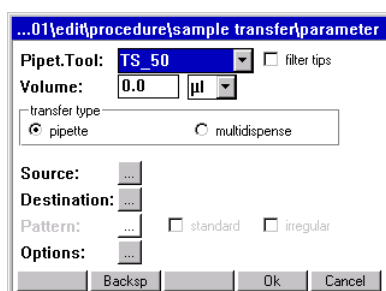 ...01\edit\procedure\sample transfer\parameter
Pipet.Tool: TS_50 filter tips
Volume: 0.0 µl
transfer type
pipette multidispense
Source: ...
Destination: ...
Pattern: ... standard irregular
Options: ...
Backsp Ok Cancel